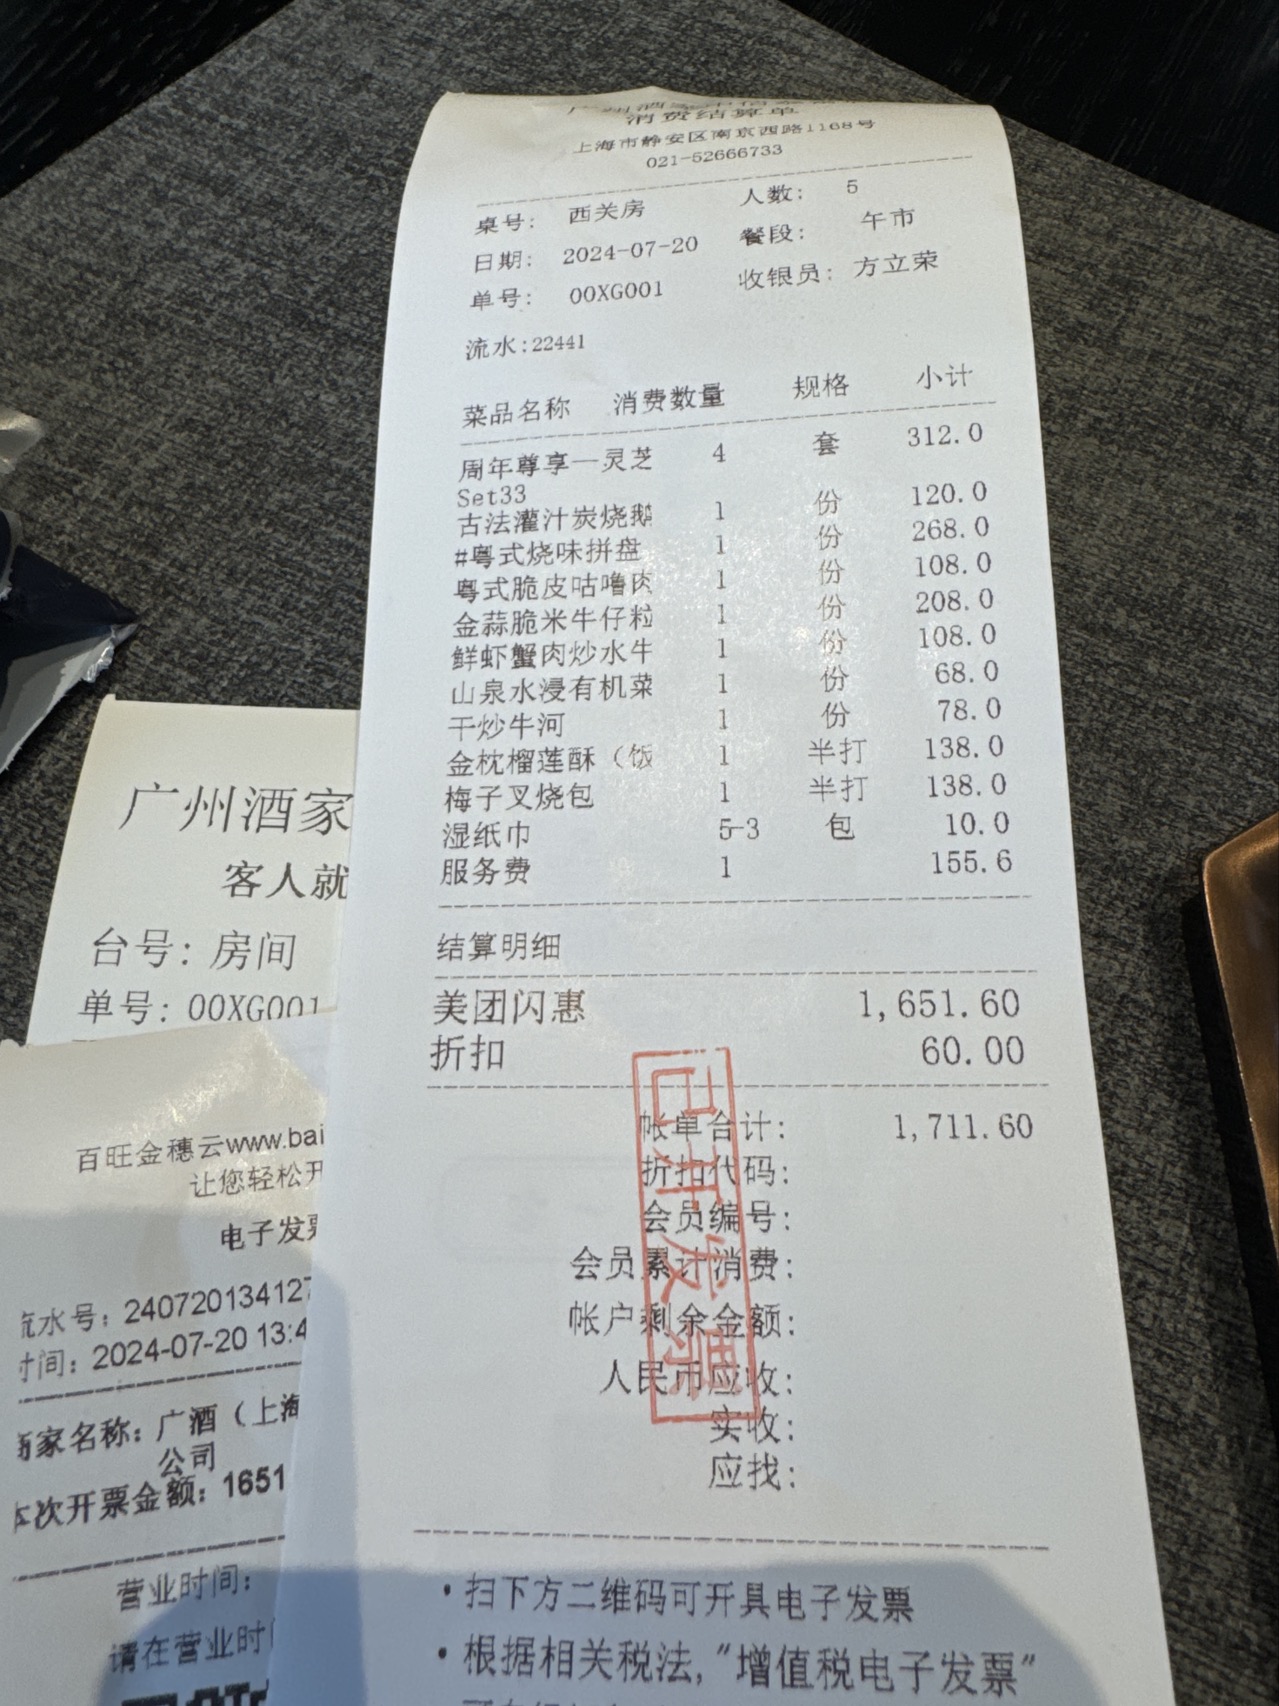 消费结算单
上海市静安区南京西路1168号
021-52666733
桌号: 西关房 人数: 5
日期: 2024-07-20 餐段: 午市
单号: 00XG001 收银员: 方立荣
流水:22441
菜品名称 消费数量 规格 小计
周年尊享—灵芝 4 套 312.0
Set33
古法灌汁炭烧鹅 1 份 120.0
#粤式烧味拼盘 1 份 268.0
粤式脆皮咕噜肉 1 份 108.0
金蒜脆米牛仔粒 1 份 208.0
鲜虾蟹肉炒水牛 1 份 108.0
山泉水浸有机菜 1 份 68.0
干炒牛河 1 份 78.0
金枕榴莲酥（饭 1 半打 138.0
梅子叉烧包 1 半打 138.0
湿纸巾 5-3 包 10.0
服务费 1 155.6
结算明细
美团闪惠 1,651.60
折扣 60.00
帐单合计: 1,711.60
折扣代码:
会员编号:
会员累计消费:
帐户剩余金额:
人民币应收:
实收:
应找:
已开发票
·扫下方二维码可开具电子发票
·根据相关税法,"增值税电子发票"
广州酒家
客人就
台号: 房间
单号: 00XG001
百旺金穗云www.bai
让您轻松开
电子发票
流水号: 240720134127
时间: 2024-07-20 13:4
商家名称: 广酒（上海
公司
本次开票金额: 1651
营业时间:
请在营业时间